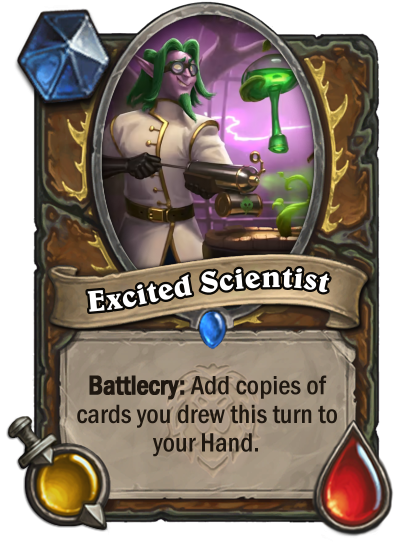 Excited Scientist
Battlecry: Add copies of
cards you drew this turn to
your Hand.